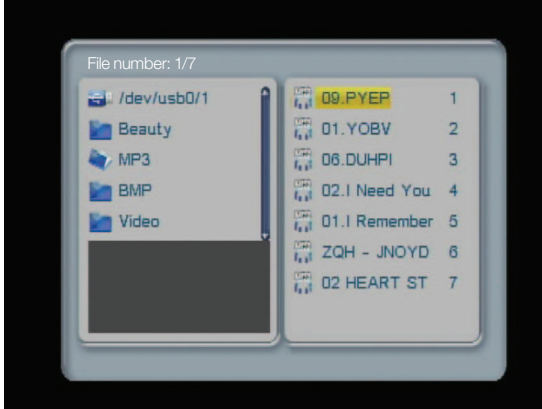 File number: 1/7
/dev/usb0/1
Beauty
MP3
BMP
Video
09.PYEP 1
01.YOBV 2
06.DUHPI 3
02.I Need You 4
01.I Remember 5
ZQH - JNOYD 6
02 HEART ST 7